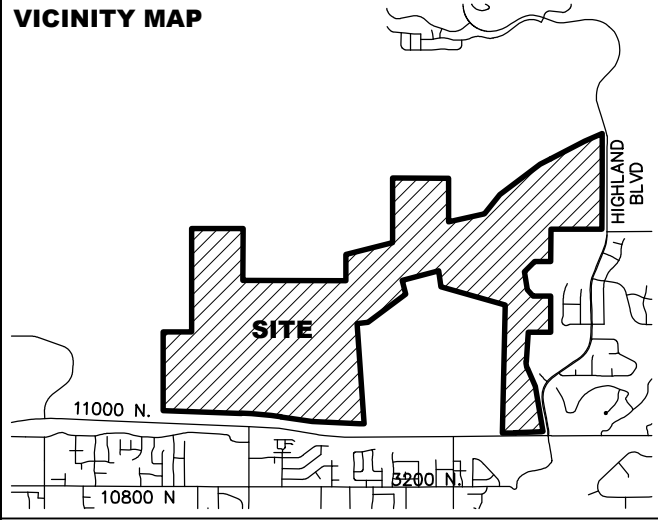 VICINITY MAP
HIGHLAND
BLVD
SITE
11000 N.
3200 N.
10800 N